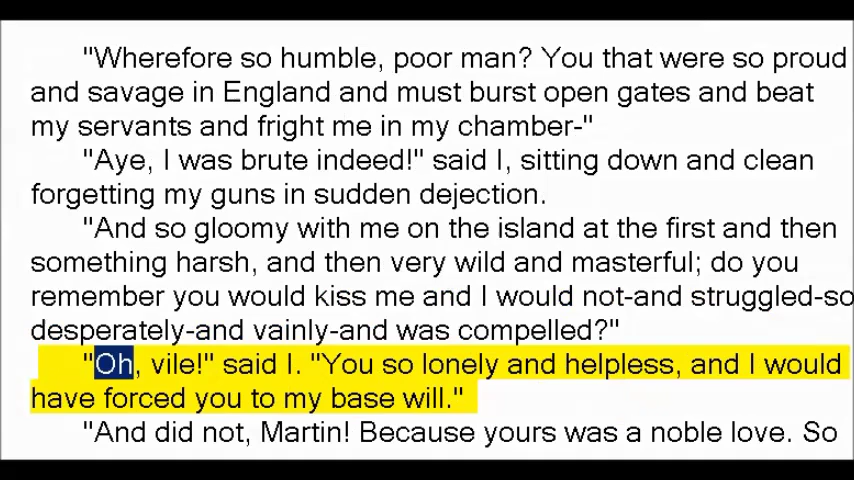 "Wherefore so humble, poor man? You that were so proud
and savage in England and must burst open gates and beat
my servants and fright me in my chamber-"
"Aye, I was brute indeed!" said I, sitting down and clean
forgetting my guns in sudden dejection.
"And so gloomy with me on the island at the first and then
something harsh, and then very wild and masterful; do you
remember you would kiss me and I would not-and struggled-so
desperately-and vainly-and was compelled?"
"Oh, vile!" said I. "You so lonely and helpless, and I would
have forced you to my base will."
"And did not, Martin! Because yours was a noble love. So